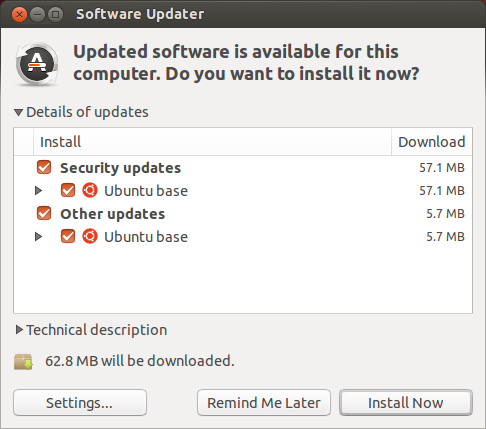 Software Updater
Updated software is available for this
computer. Do you want to install it now?
Details of updates
Install Download
Security updates 57.1 MB
Ubuntu base 57.1 MB
Other updates 5.7 MB
Ubuntu base 5.7 MB
Technical description
62.8 MB will be downloaded.
Settings... Remind Me Later Install Now